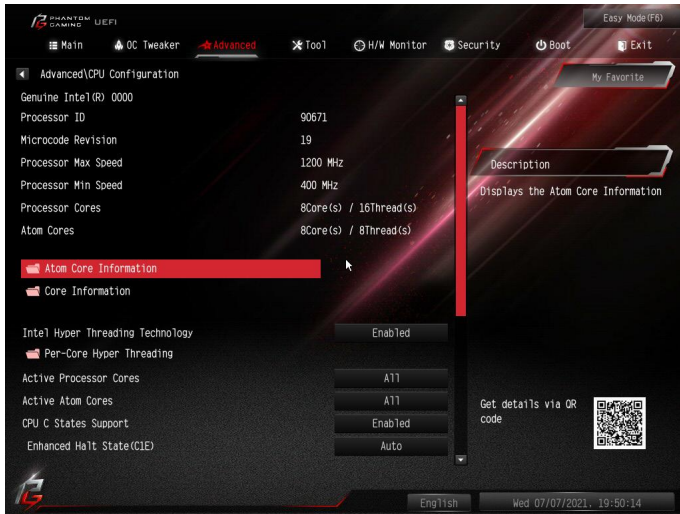 PHANTOM GAMING UEFI
Easy Mode(F6)
Main OC Tweaker Advanced Tool H/W Monitor Security Boot Exit
Advanced\CPU Configuration
My Favorite
Genuine Intel(R) 0000
Processor ID 90671
Microcode Revision 19
Processor Max Speed 1200 MHz
Processor Min Speed 400 MHz
Processor Cores 8Core(s) / 16Thread(s)
Atom Cores 8Core(s) / 8Thread(s)
Atom Core Information
Core Information
Intel Hyper Threading Technology Enabled
Per-Core Hyper Threading
Active Processor Cores All
Active Atom Cores All
CPU C States Support Enabled
Enhanced Halt State(C1E) Auto
Description
Displays the Atom Core Information
Get details via QR
code
English
Wed 07/07/2021. 19:50:14